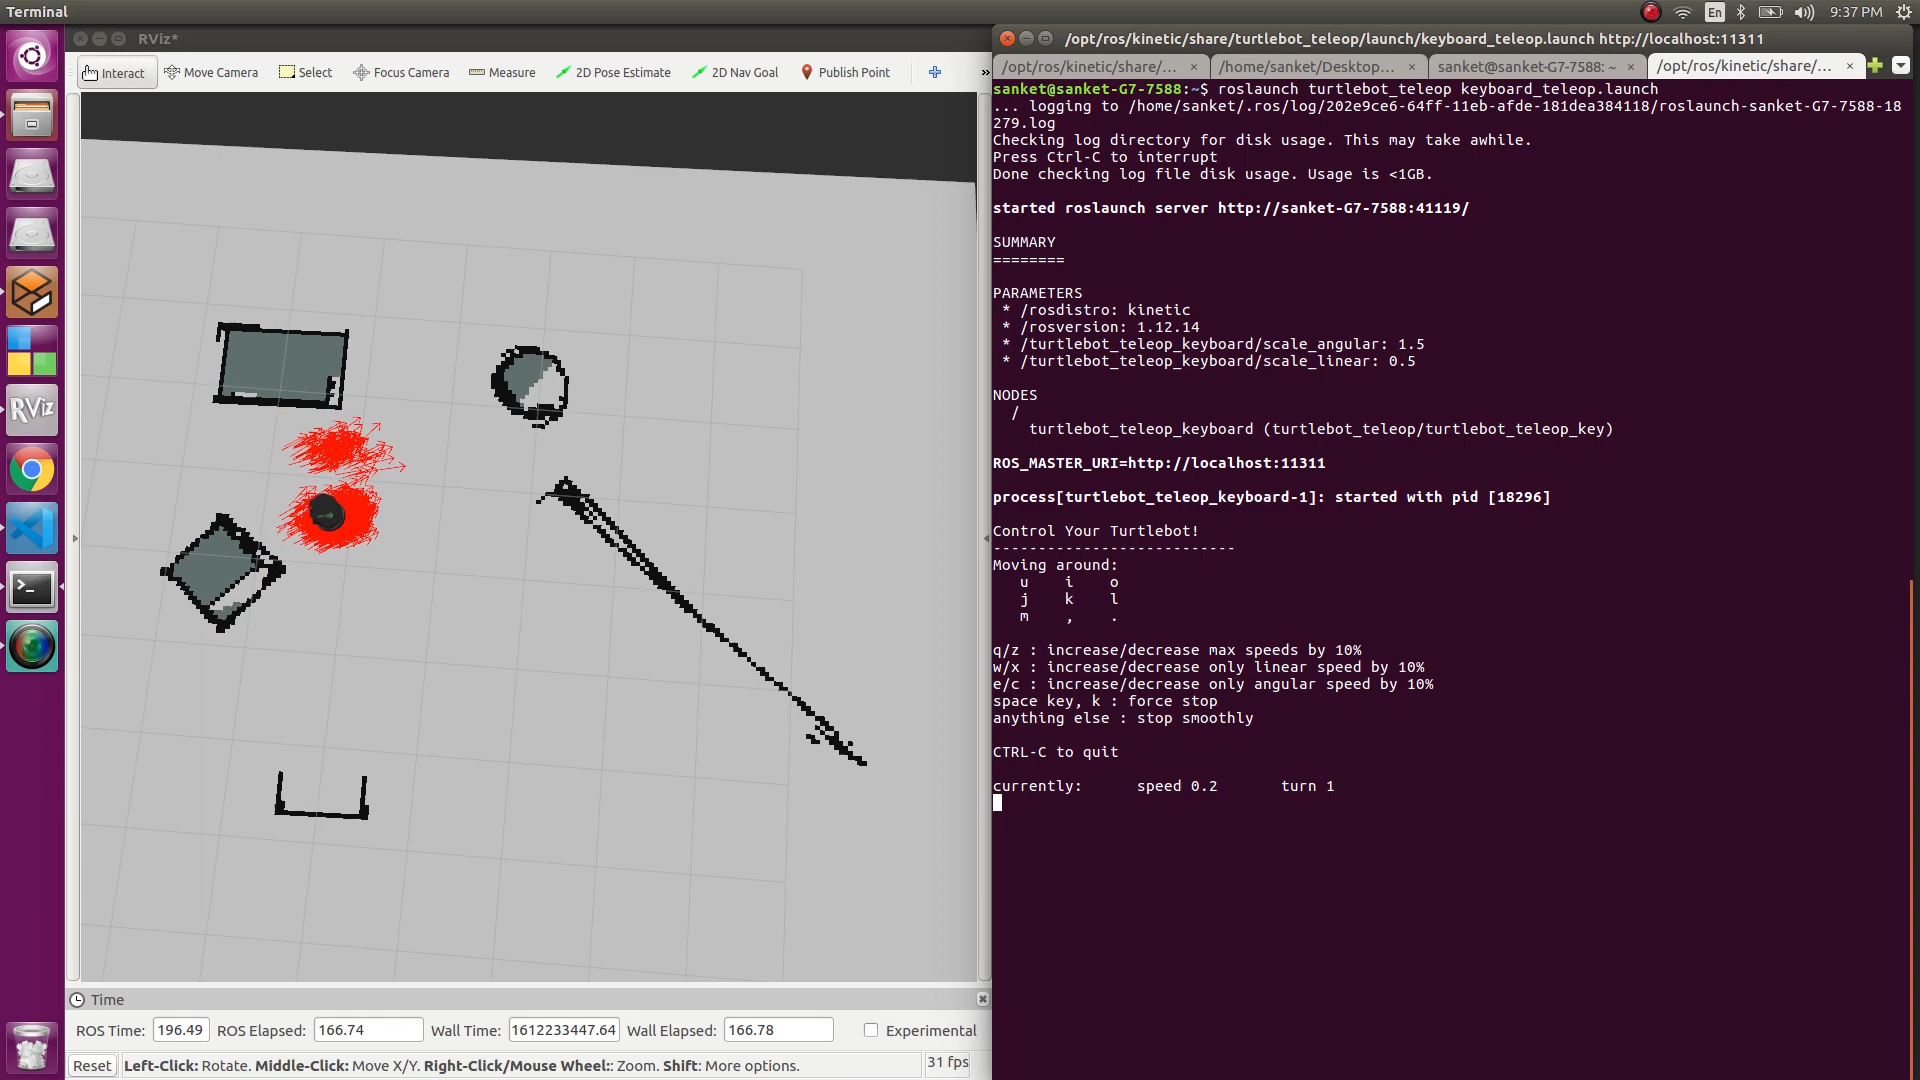 Terminal
En
9:37 PM
RViz*
Interact
Move Camera
Select
Focus Camera
Measure
2D Pose Estimate
2D Nav Goal
Publish Point
»
RViz
Time
ROS Time: 196.49 ROS Elapsed: 166.74 Wall Time: 1612233447.64 Wall Elapsed: 166.78 Experimental
Reset Left-Click: Rotate. Middle-Click: Move X/Y. Right-Click/Mouse Wheel:: Zoom. Shift: More options. 31 fps
/opt/ros/kinetic/share/turtlebot_teleop/launch/keyboard_teleop.launch http://localhost:11311
/opt/ros/kinetic/share/... × /home/sanket/Desktop... × sanket@sanket-G7-7588: ~ × /opt/ros/kinetic/share/... ×
sanket@sanket-G7-7588:~$ roslaunch turtlebot_teleop keyboard_teleop.launch
... logging to /home/sanket/.ros/log/202e9ce6-64ff-11eb-afde-181dea384118/roslaunch-sanket-G7-7588-18
279.log
Checking log directory for disk usage. This may take awhile.
Press Ctrl-C to interrupt
Done checking log file disk usage. Usage is <1GB.
started roslaunch server http://sanket-G7-7588:41119/
SUMMARY
========
PARAMETERS
* /rosdistro: kinetic
* /rosversion: 1.12.14
* /turtlebot_teleop_keyboard/scale_angular: 1.5
* /turtlebot_teleop_keyboard/scale_linear: 0.5
NODES
/
turtlebot_teleop_keyboard (turtlebot_teleop/turtlebot_teleop_key)
ROS_MASTER_URI=http://localhost:11311
process[turtlebot_teleop_keyboard-1]: started with pid [18296]
Control Your Turtlebot!
---------------------------
Moving around:
u i o
j k l
m , .
q/z : increase/decrease max speeds by 10%
w/x : increase/decrease only linear speed by 10%
e/c : increase/decrease only angular speed by 10%
space key, k : force stop
anything else : stop smoothly
CTRL-C to quit
currently: speed 0.2 turn 1